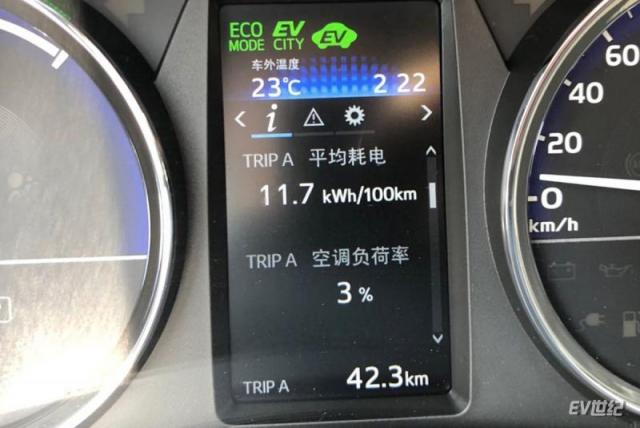 ECO
MODE
EV
CITY
EV
车外温度
23℃ 2 22
< i >
TRIP A 平均耗电
11.7 kWh/100km
TRIP A 空调负荷率
3 %
TRIP A 42.3km
60
40
20
0
km/h
EV世纪